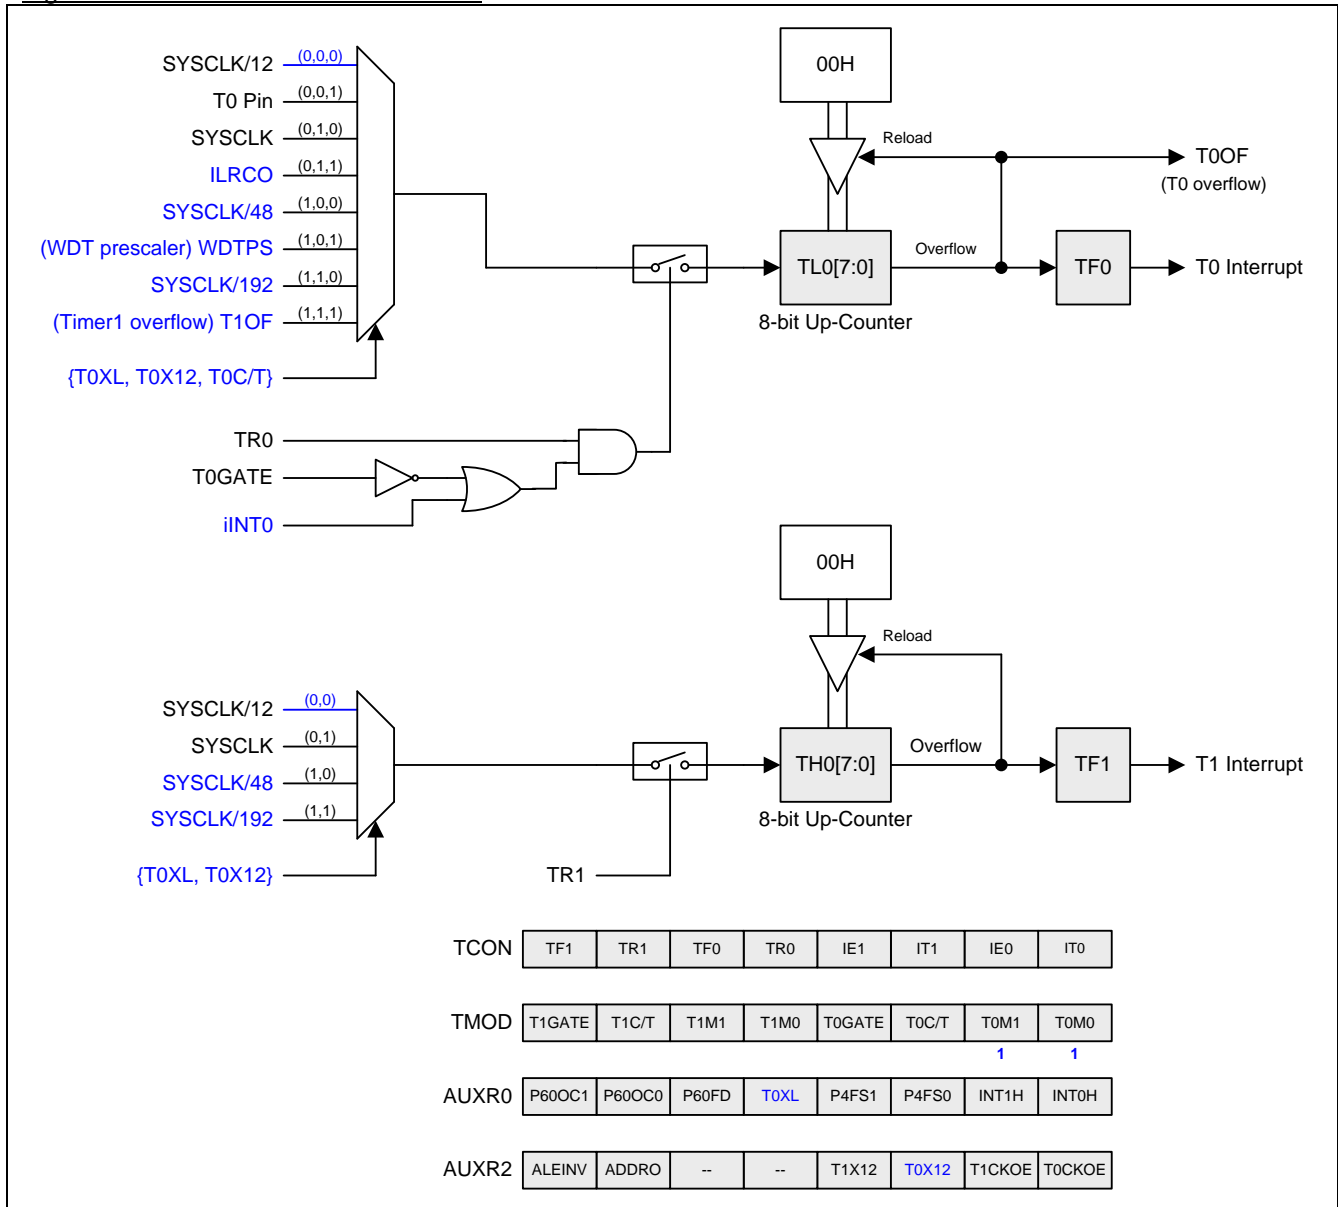 SYSCLK/12 (0,0,0)
T0 Pin (0,0,1)
SYSCLK (0,1,0)
ILRCO (0,1,1)
SYSCLK/48 (1,0,0)
(WDT prescaler) WDTPS (1,0,1)
SYSCLK/192 (1,1,0)
(Timer1 overflow) T1OF (1,1,1)
{T0XL, T0X12, T0C/T}
TR0
T0GATE
iINT0
00H
Reload
T0OF
(T0 overflow)
TL0[7:0]
Overflow
TF0
T0 Interrupt
8-bit Up-Counter
00H
Reload
SYSCLK/12 (0,0)
SYSCLK (0,1)
SYSCLK/48 (1,0)
SYSCLK/192 (1,1)
{T0XL, T0X12}
TR1
TH0[7:0]
Overflow
TF1
T1 Interrupt
8-bit Up-Counter
TCON TF1 TR1 TF0 TR0 IE1 IT1 IE0 IT0
TMOD T1GATE T1C/T T1M1 T1M0 T0GATE T0C/T T0M1 T0M0
1 1
AUXR0 P60OC1 P60OC0 P60FD T0XL P4FS1 P4FS0 INT1H INT0H
AUXR2 ALEINV ADDRO -- -- T1X12 T0X12 T1CKOE T0CKOE